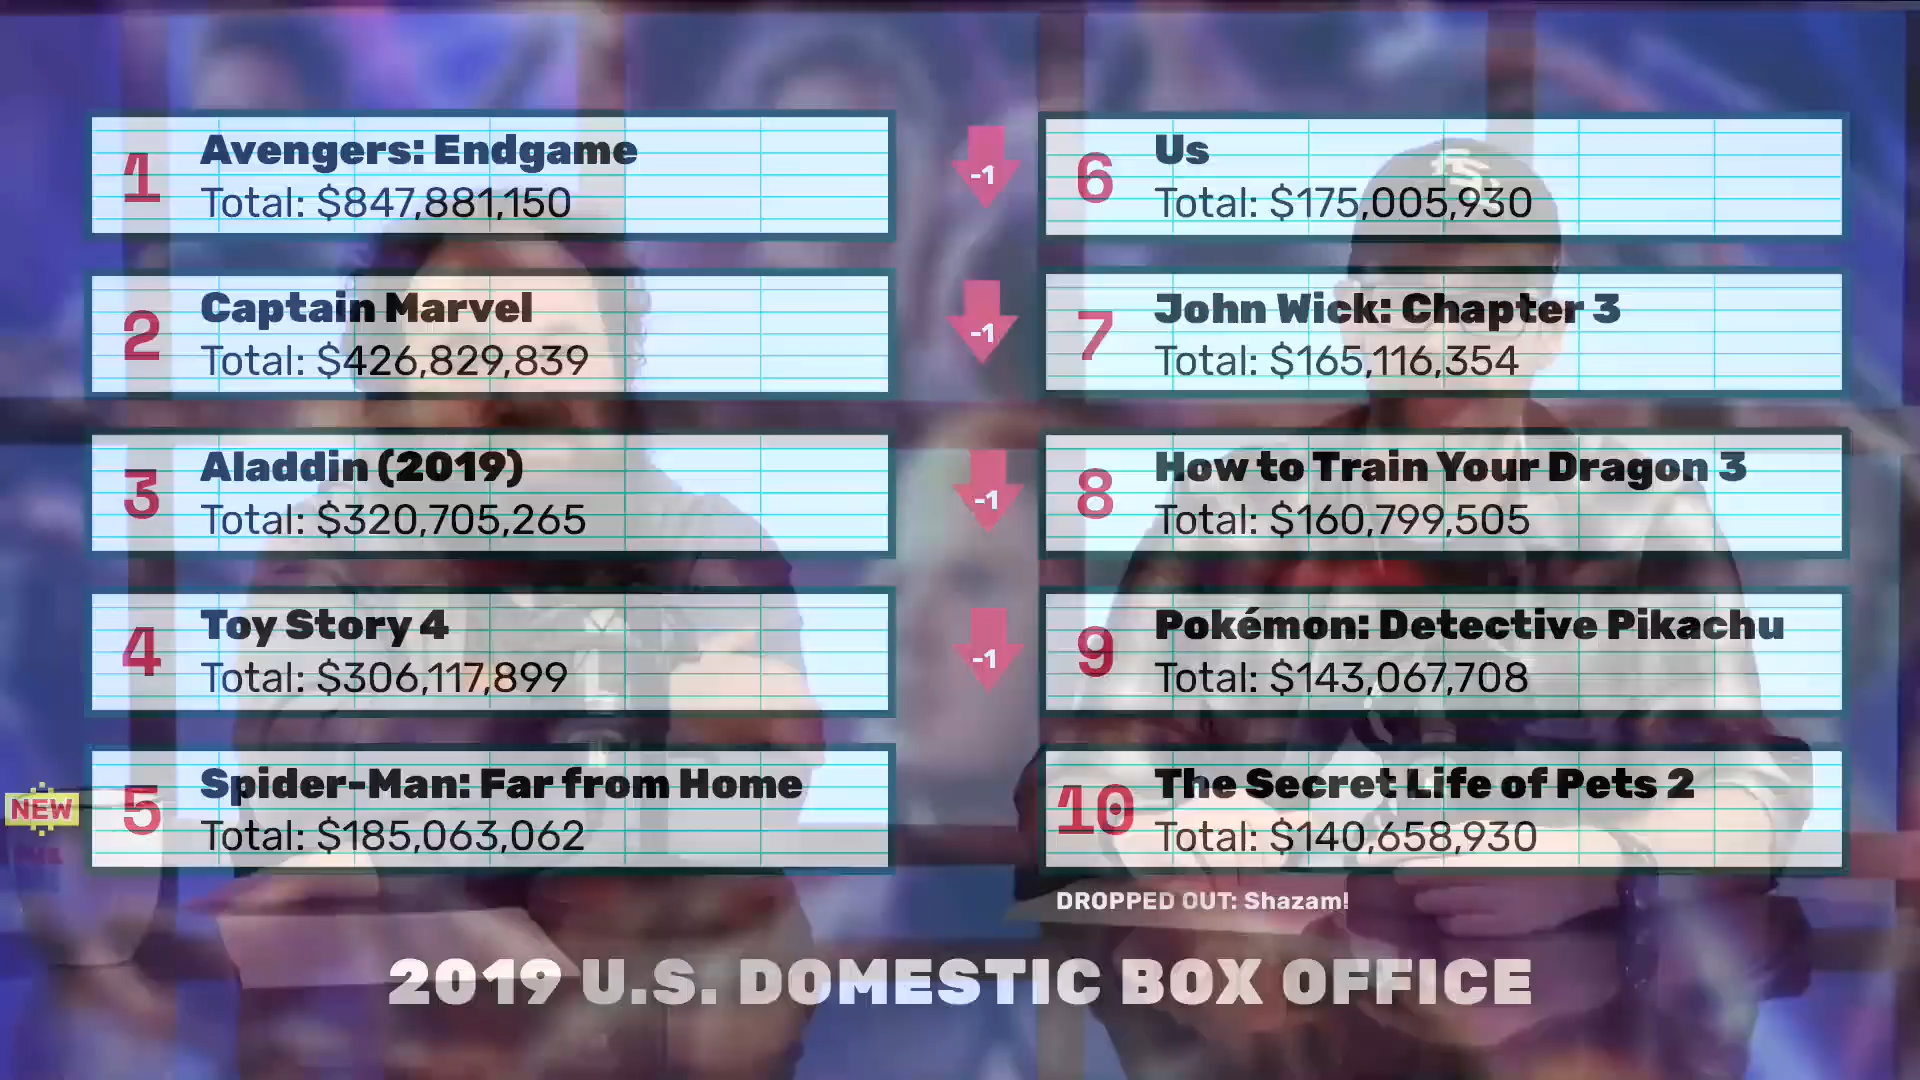 1
Avengers: Endgame
Total: $847,881,150
2
Captain Marvel
Total: $426,829,839
3
Aladdin (2019)
Total: $320,705,265
4
Toy Story 4
Total: $306,117,899
NEW
5
Spider-Man: Far from Home
Total: $185,063,062
-1
6
Us
Total: $175,005,930
-1
7
John Wick: Chapter 3
Total: $165,116,354
-1
8
How to Train Your Dragon 3
Total: $160,799,505
-1
9
Pokémon: Detective Pikachu
Total: $143,067,708
10
The Secret Life of Pets 2
Total: $140,658,930
DROPPED OUT: Shazam!
2019 U.S. DOMESTIC BOX OFFICE